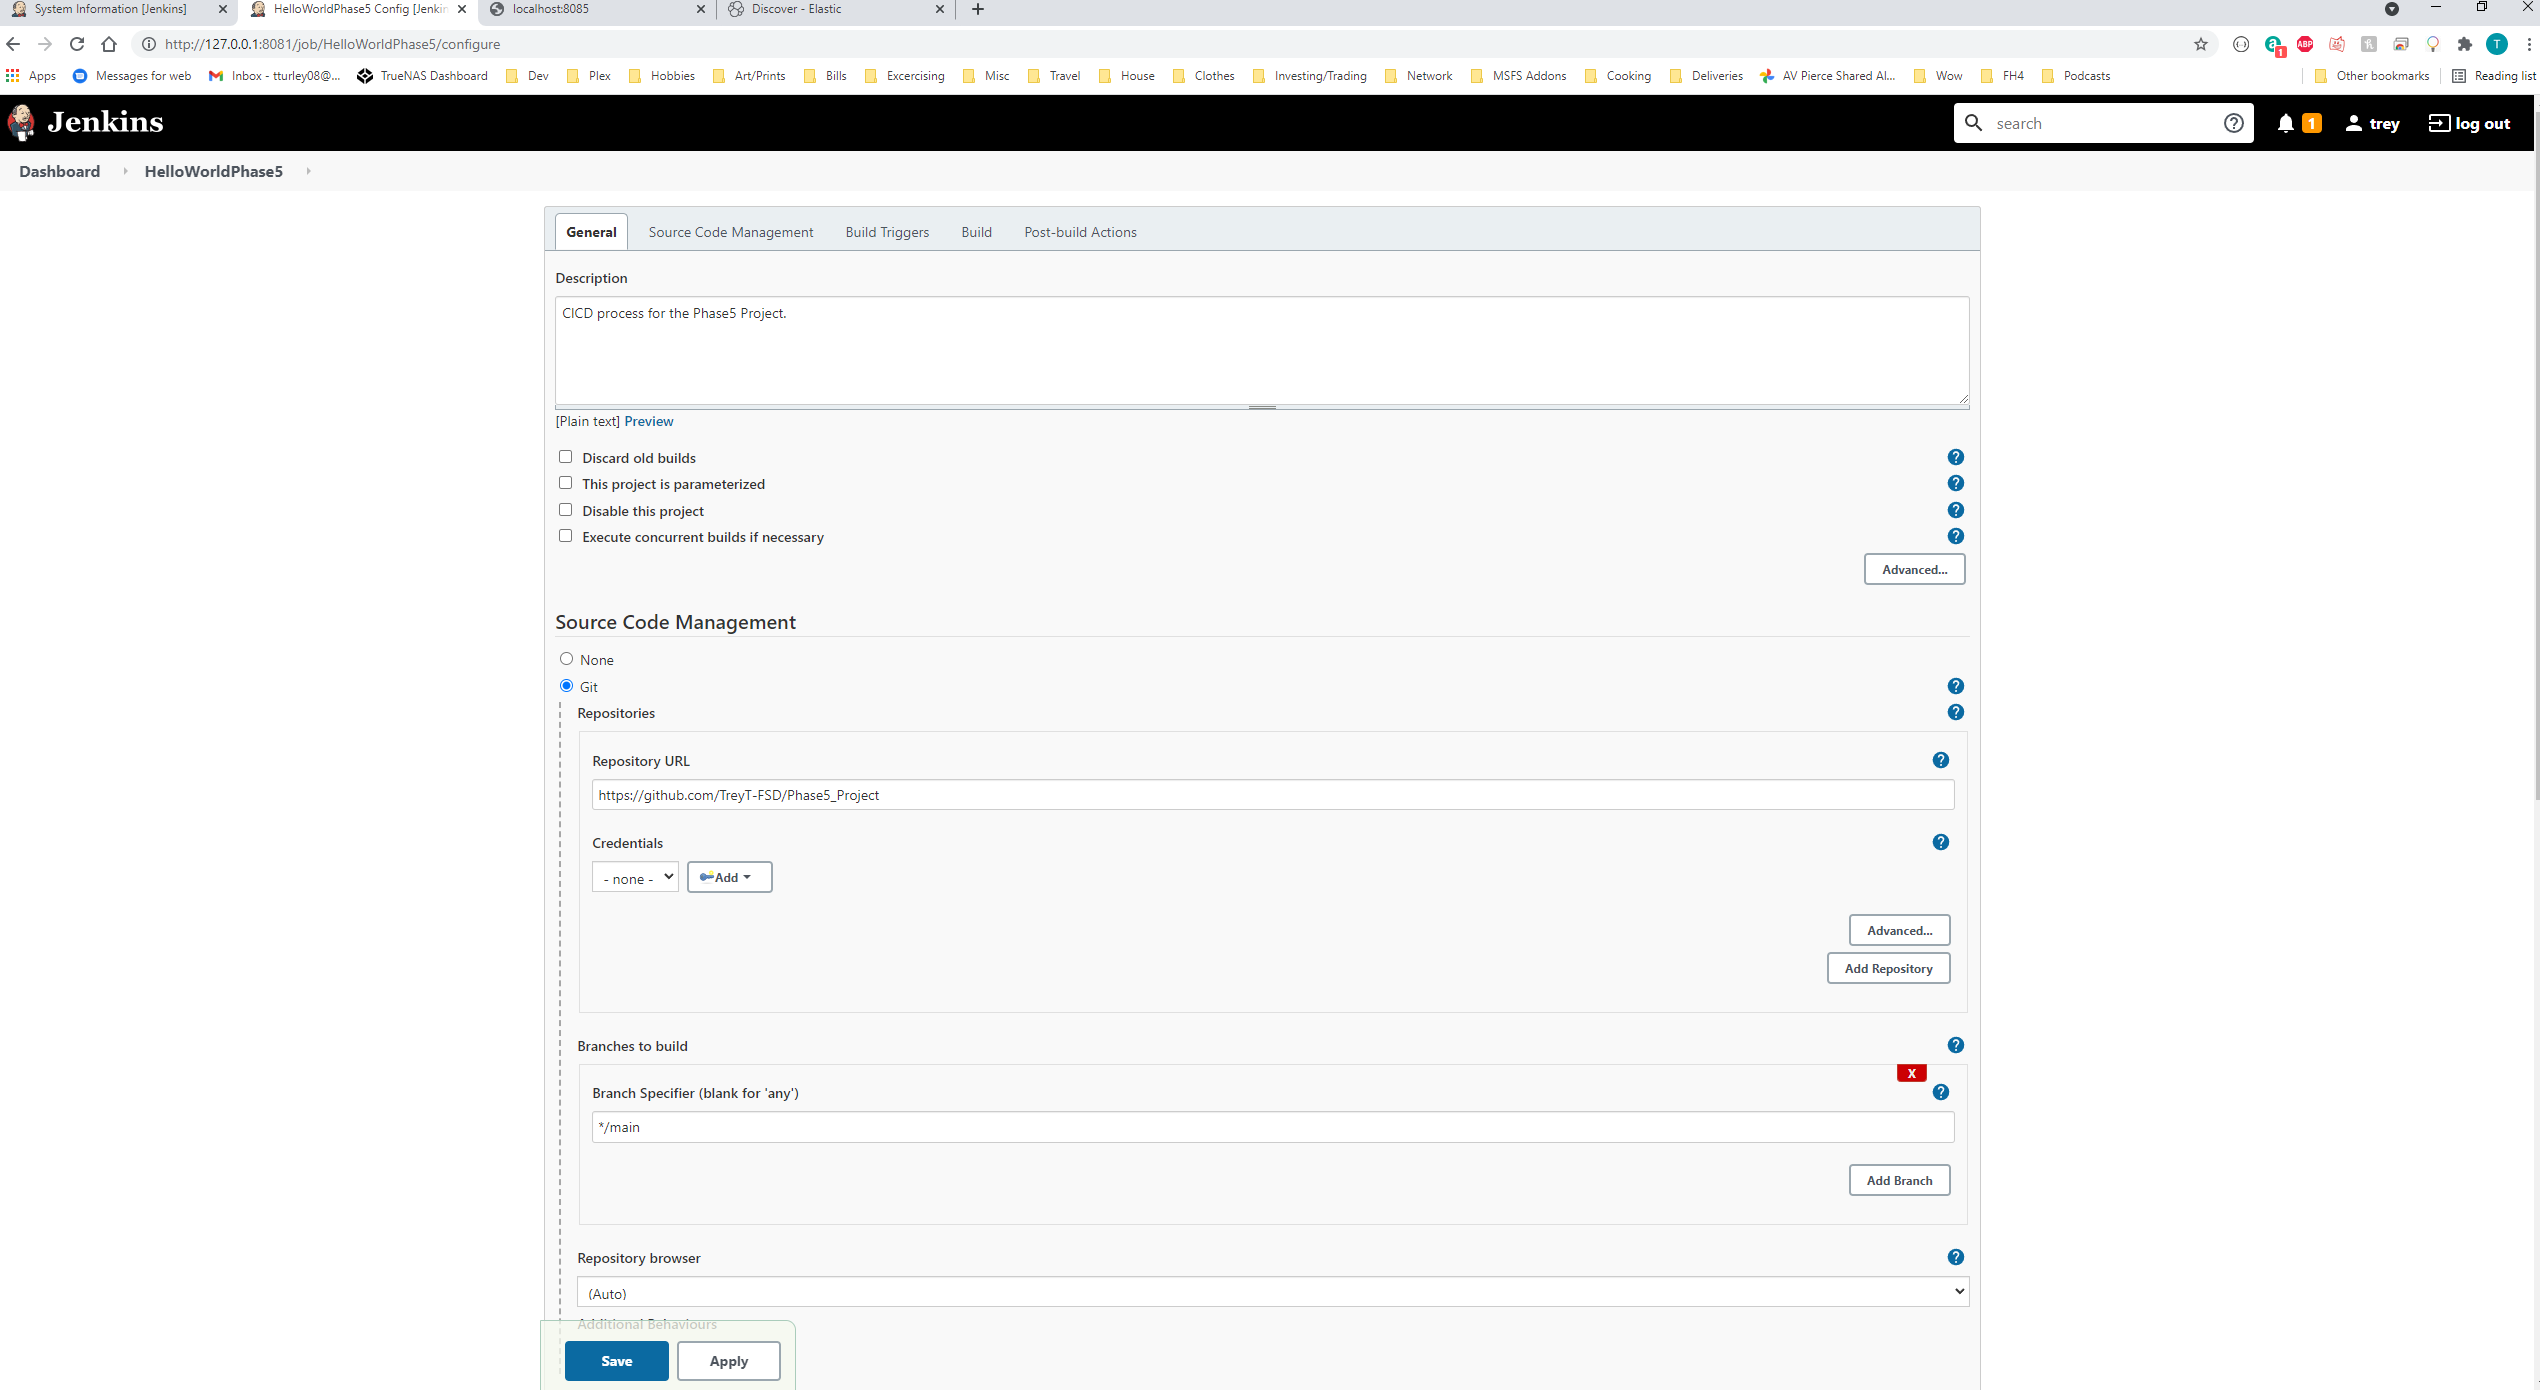 System Information [Jenkins]
HelloWorldPhase5 Config [Jenkin
localhost:8085
Discover - Elastic
http://127.0.0.1:8081/job/HelloWorldPhase5/configure
1
ABP
T
Apps
Messages for web
Inbox - tturley08@...
TrueNAS Dashboard
Dev
Plex
Hobbies
Art/Prints
Bills
Excercising
Misc
Travel
House
Clothes
Investing/Trading
Network
MSFS Addons
Cooking
Deliveries
AV Pierce Shared Al...
Wow
FH4
Podcasts
Other bookmarks
Reading list
Jenkins
search
1
trey
log out
Dashboard
HelloWorldPhase5
General
Source Code Management
Build Triggers
Build
Post-build Actions
Description
CICD process for the Phase5 Project.
[Plain text] Preview
Discard old builds
This project is parameterized
Disable this project
Execute concurrent builds if necessary
Advanced...
Source Code Management
None
Git
Repositories
Repository URL
https://github.com/TreyT-FSD/Phase5_Project
Credentials
- none -
Add
Advanced...
Add Repository
Branches to build
X
Branch Specifier (blank for 'any')
*/main
Add Branch
Repository browser
(Auto)
Additional Behaviours
Save
Apply